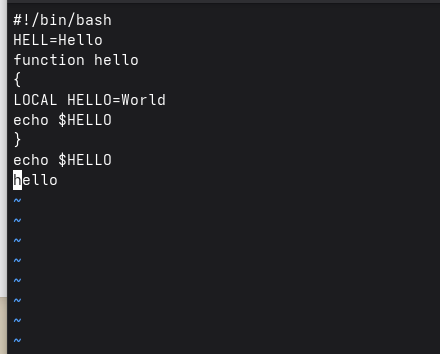 #!/bin/bash
HELL=Hello
function hello
{
LOCAL HELLO=World
echo $HELLO
}
echo $HELLO
hello
~
~
~
~
~
~
~
~